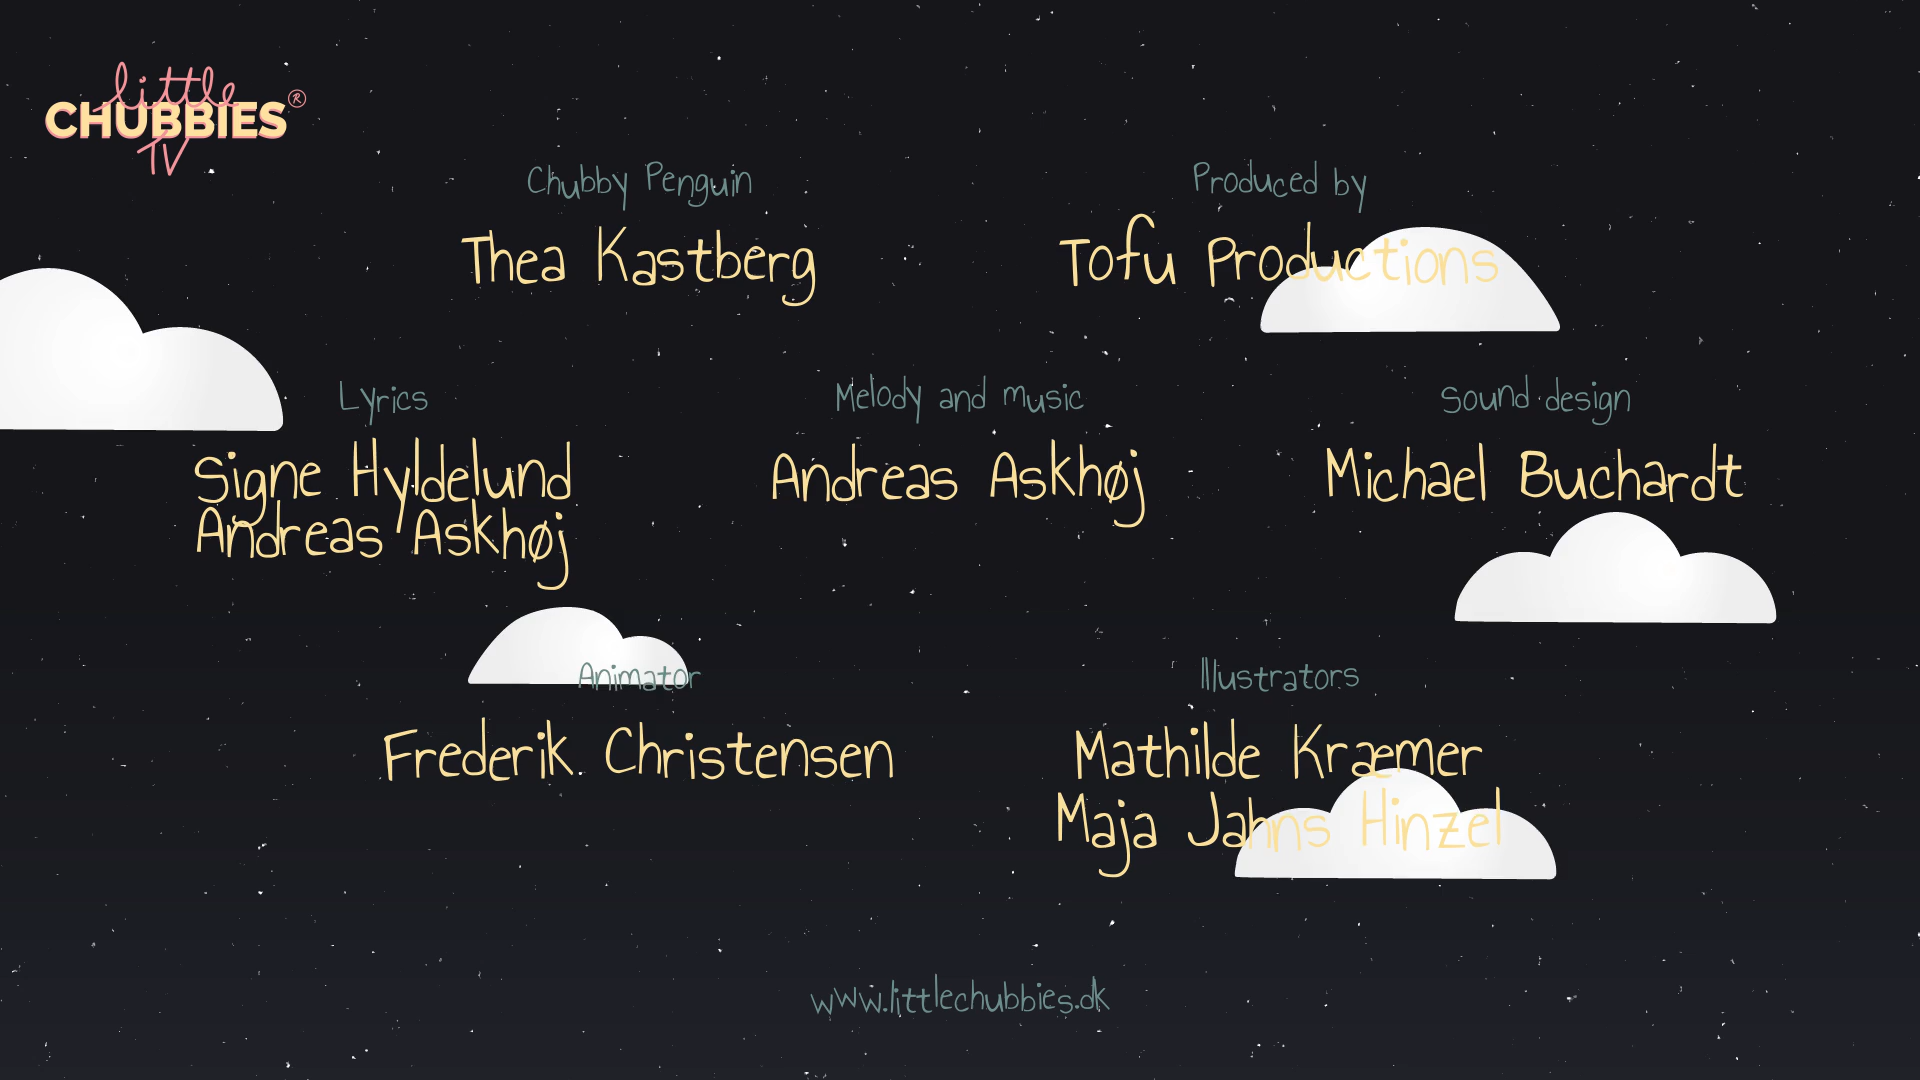 little
CHUBBIES®
TV
Chubby Penguin
Thea Kastberg
Produced by
Tofu Productions
Lyrics
Signe Hydelund
Andreas Askhøj
Melody and music
Andreas Askhøj
Sound design
Michael Buchardt
Animator
Frederik Christensen
Illustrators
Mathilde Kræmer
Maja Jahns Hinzel
www.littlechubbies.dk